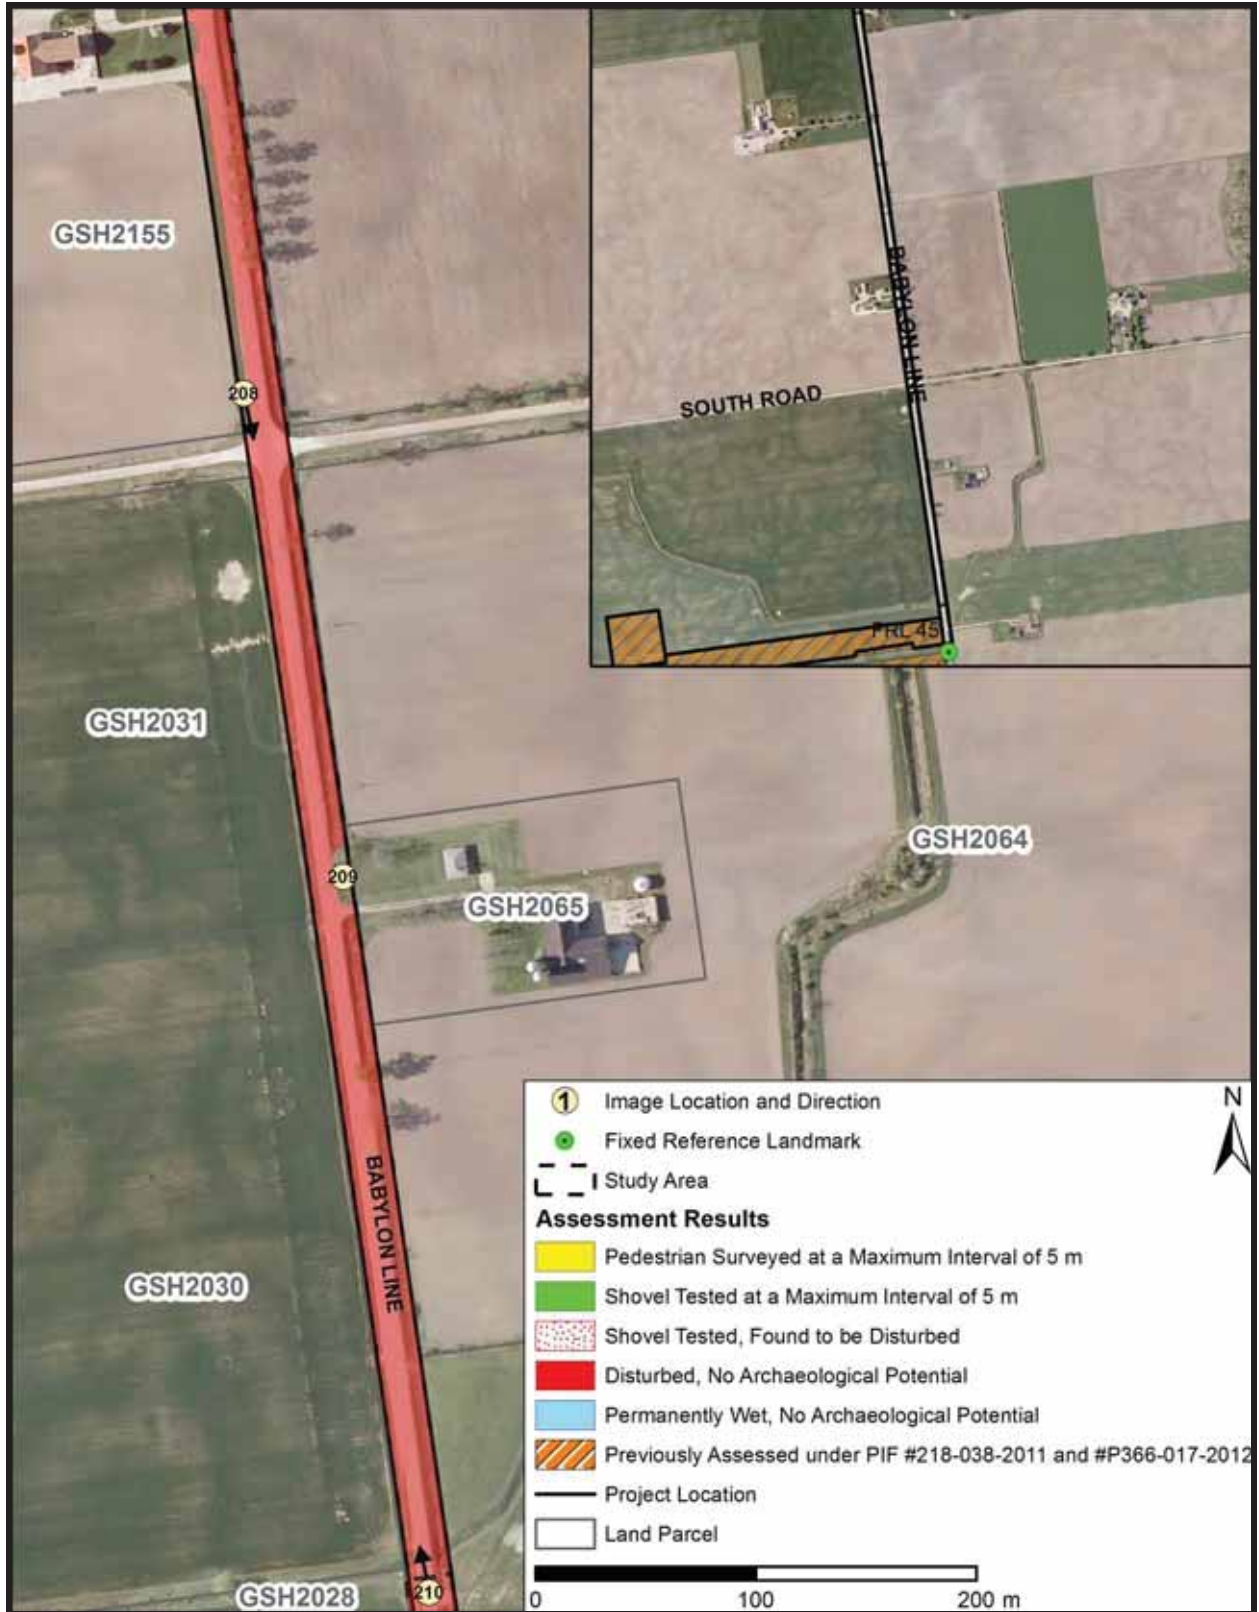 GSH2155
208
BABYLON LINE
SOUTH ROAD
FRL 45
GSH2031
GSH2064
209
GSH2065
BABYLON LINE
GSH2030
210
GSH2028
N
1 Image Location and Direction
Fixed Reference Landmark
Study Area
Assessment Results
Pedestrian Surveyed at a Maximum Interval of 5 m
Shovel Tested at a Maximum Interval of 5 m
Shovel Tested, Found to be Disturbed
Disturbed, No Archaeological Potential
Permanently Wet, No Archaeological Potential
Previously Assessed under PIF #218-038-2011 and #P366-017-2012
Project Location
Land Parcel
0 100 200 m